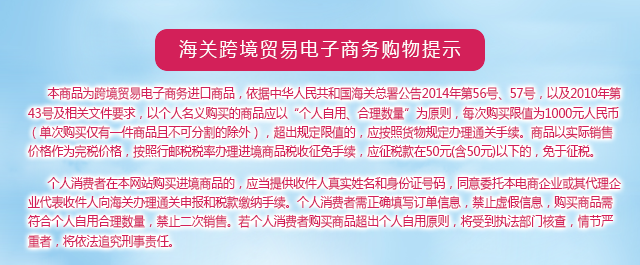 海关跨境贸易电子商务购物提示
本商品为跨境贸易电子商务进口商品，依据中华人民共和国海关总署公告2014年第56号、57号，以及2010年第
43号及相关文件要求，以个人名义购买的商品应以“个人自用、合理数量”为原则，每次购买限值为1000元人民币
（单次购买仅有一件商品且不可分割的除外），超出规定限值的，应按照货物规定办理通关手续。商品以实际销售
价格作为完税价格，按照行邮税税率办理进境商品税收征免手续，应征税款在50元(含50元)以下的，免于征税。
个人消费者在本网站购买进境商品的，应当提供收件人真实姓名和身份证号码，同意委托本电商企业或其代理企
业代表收件人向海关办理通关申报和税款缴纳手续。个人消费者需正确填写订单信息，禁止虚假信息，购买商品需
符合个人自用合理数量，禁止二次销售。若个人消费者购买商品超出个人自用原则，将受到执法部门核查，情节严
重者，将依法追究刑事责任。